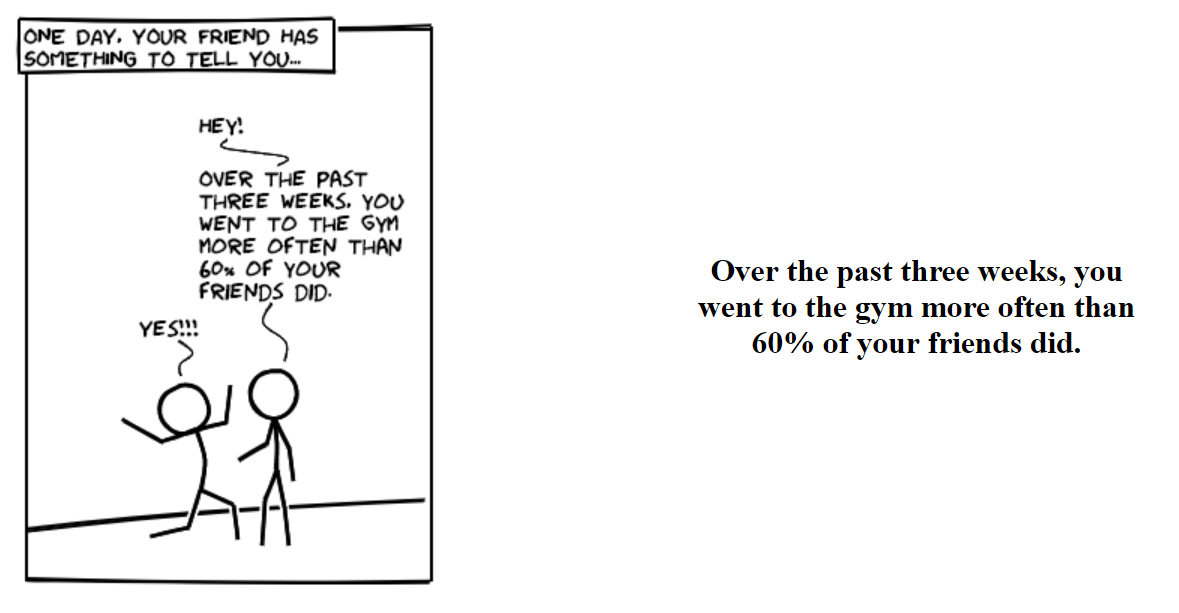 ONE DAY, YOUR FRIEND HAS
SOMETHING TO TELL YOU...
HEY!
OVER THE PAST
THREE WEEKS, YOU
WENT TO THE GYM
MORE OFTEN THAN
60% OF YOUR
FRIENDS DID.
YES!!!
Over the past three weeks, you
went to the gym more often than
60% of your friends did.